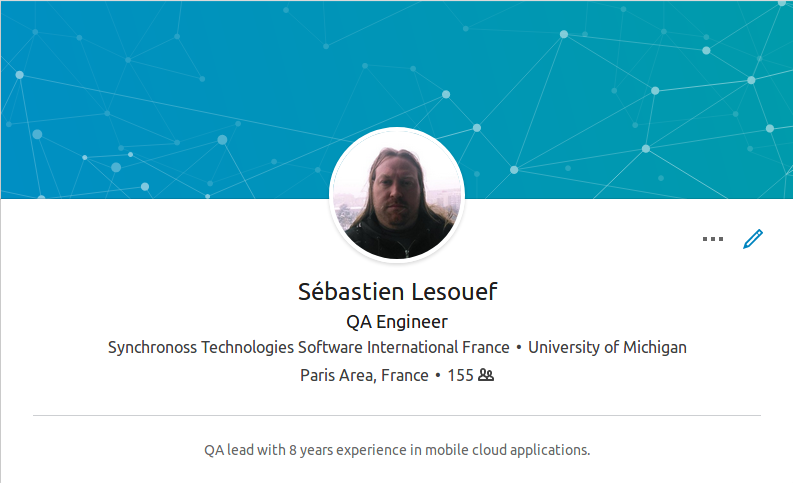 Sébastien Lesouef
QA Engineer
Synchronoss Technologies Software International France • University of Michigan
Paris Area, France • 155
QA lead with 8 years experience in mobile cloud applications.